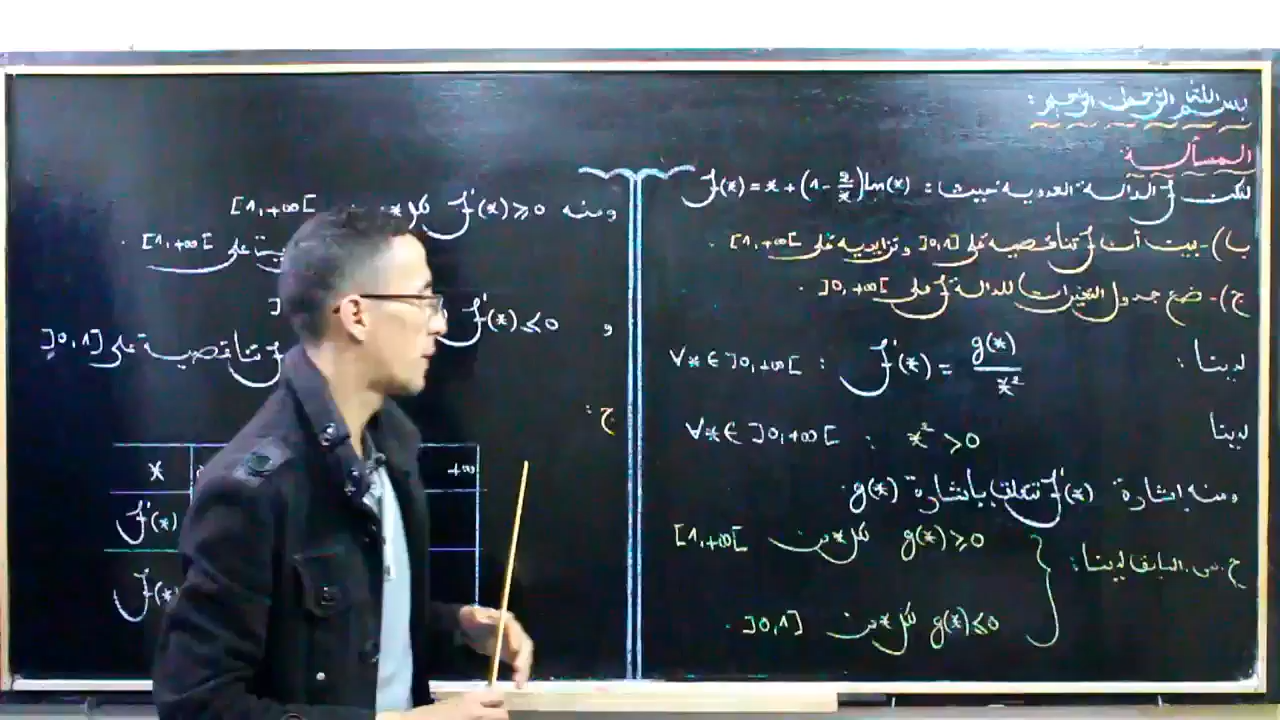 بسم الله الرحمن الرحيم :
المسألة
لتكن f الدالة العددية حيث : f(x) = x + (1 - 2/x) ln(x)
ب) - بين أن f تناقصية على ]0,1] وتزايدية على [1,+∞[ .
ج) - ضع جدول التغيرات للدالة f على ]0,+∞[ .
لدينا : ∀x ∈ ]0,+∞[ : f'(x) = g(x)/x²
لدينا ∀x ∈ ]0,+∞[ : x² > 0
ومنه إشارة f'(x) تتعلق بإشارة g(x) .
ح.س. السابق لدينا :
g(x) ≥ 0 لكل x من [1,+∞[
g(x) ≤ 0 لكل x من ]0,1] .
ومنه f'(x) ≥ 0 لكل x [1,+∞[
على [1,+∞[ .
و f'(x) ≤ 0
f تناقصية على ]0,1]
ج :
x +∞
f'(x)
f(x)